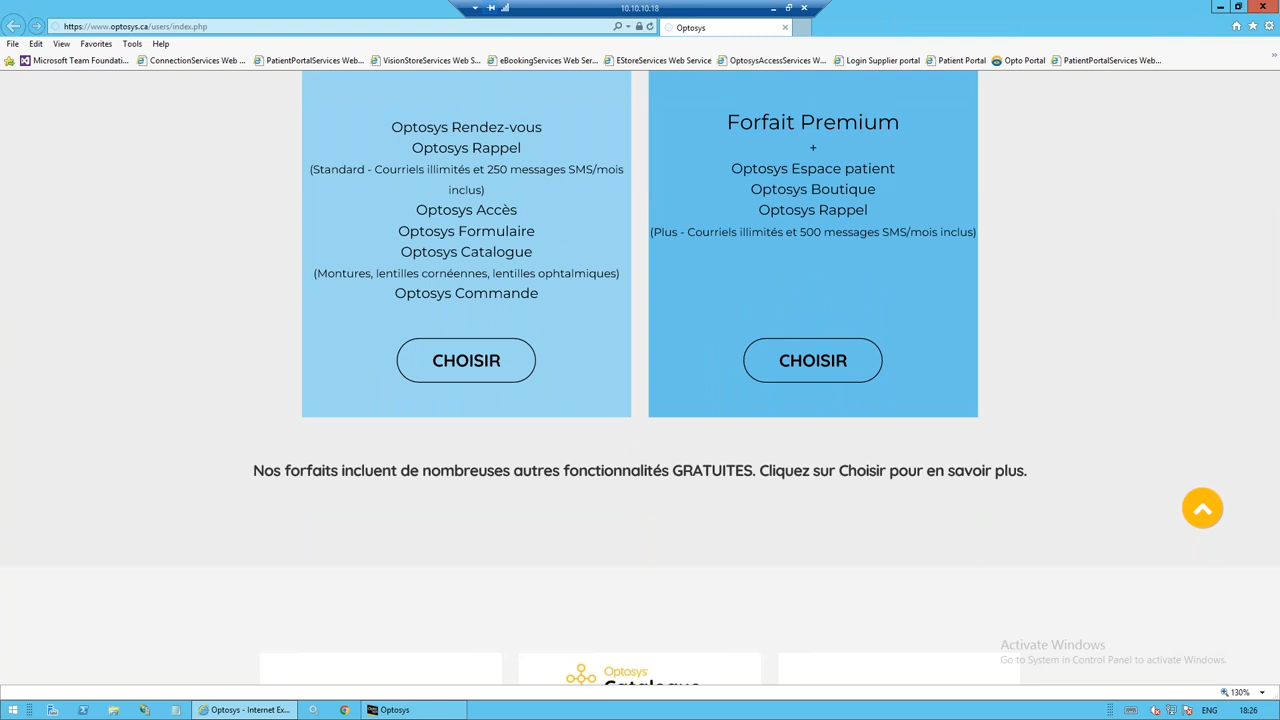 10.10.10.18
https://www.optosys.ca/users/index.php
Optosys
File Edit View Favorites Tools Help
Microsoft Team Foundati... ConnectionServices Web ... PatientPortalServices Web... VisionStoreServices Web S... eBookingServices Web Ser... EStoreServices Web Service OptosysAccessServices W... Login Supplier portal Patient Portal Opto Portal PatientPortalServices Web...
Optosys Rendez-vous
Optosys Rappel
(Standard - Courriels illimités et 250 messages SMS/mois
inclus)
Optosys Accès
Optosys Formulaire
Optosys Catalogue
(Montures, lentilles cornéennes, lentilles ophtalmiques)
Optosys Commande
CHOISIR
Forfait Premium
+
Optosys Espace patient
Optosys Boutique
Optosys Rappel
(Plus - Courriels illimités et 500 messages SMS/mois inclus)
CHOISIR
Nos forfaits incluent de nombreuses autres fonctionnalités GRATUITES. Cliquez sur Choisir pour en savoir plus.
Optosys
Catalogue
Activate Windows
Go to System in Control Panel to activate Windows.
130%
Optosys - Internet Ex...
Optosys
ENG
18:26